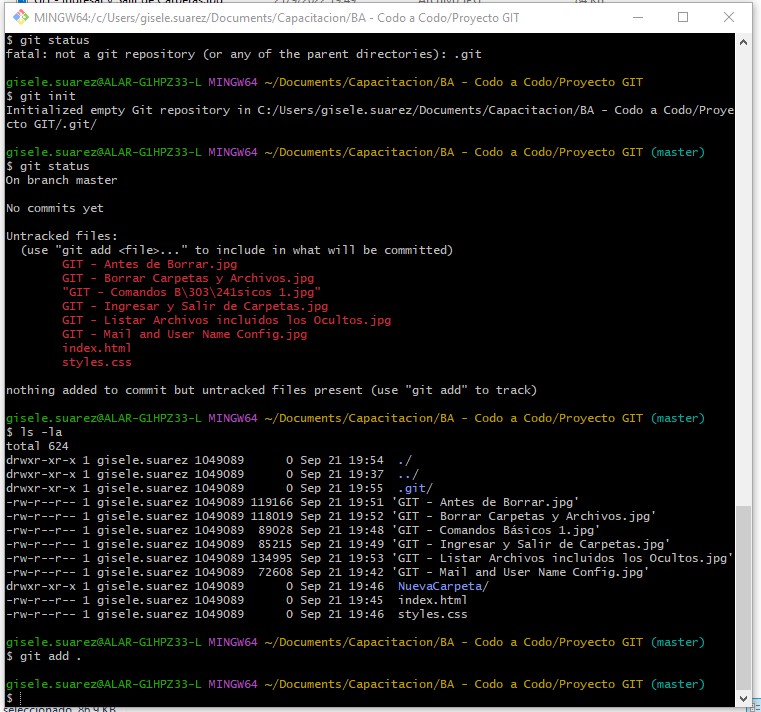 MINGW64:/c/Users/gisele.suarez/Documents/Capacitacion/BA - Codo a Codo/Proyecto GIT
$ git status
fatal: not a git repository (or any of the parent directories): .git
gisele.suarez@ALAR-G1HPZ33-L MINGW64 ~/Documents/Capacitacion/BA - Codo a Codo/Proyecto GIT
$ git init
Initialized empty Git repository in C:/Users/gisele.suarez/Documents/Capacitacion/BA - Codo a Codo/Proye
cto GIT/.git/
gisele.suarez@ALAR-G1HPZ33-L MINGW64 ~/Documents/Capacitacion/BA - Codo a Codo/Proyecto GIT (master)
$ git status
On branch master
No commits yet
Untracked files:
(use "git add <file>..." to include in what will be committed)
GIT - Antes de Borrar.jpg
GIT - Borrar Carpetas y Archivos.jpg
"GIT - Comandos B\303\241sicos 1.jpg"
GIT - Ingresar y Salir de Carpetas.jpg
GIT - Listar Archivos incluidos los Ocultos.jpg
GIT - Mail and User Name Config.jpg
index.html
styles.css
nothing added to commit but untracked files present (use "git add" to track)
gisele.suarez@ALAR-G1HPZ33-L MINGW64 ~/Documents/Capacitacion/BA - Codo a Codo/Proyecto GIT (master)
$ ls -la
total 624
drwxr-xr-x 1 gisele.suarez 1049089 0 Sep 21 19:54 ./
drwxr-xr-x 1 gisele.suarez 1049089 0 Sep 21 19:37 ../
drwxr-xr-x 1 gisele.suarez 1049089 0 Sep 21 19:55 .git/
-rw-r--r-- 1 gisele.suarez 1049089 119166 Sep 21 19:51 'GIT - Antes de Borrar.jpg'
-rw-r--r-- 1 gisele.suarez 1049089 118019 Sep 21 19:52 'GIT - Borrar Carpetas y Archivos.jpg'
-rw-r--r-- 1 gisele.suarez 1049089 89028 Sep 21 19:48 'GIT - Comandos Básicos 1.jpg'
-rw-r--r-- 1 gisele.suarez 1049089 85215 Sep 21 19:49 'GIT - Ingresar y Salir de Carpetas.jpg'
-rw-r--r-- 1 gisele.suarez 1049089 134995 Sep 21 19:53 'GIT - Listar Archivos incluidos los Ocultos.jpg'
-rw-r--r-- 1 gisele.suarez 1049089 72608 Sep 21 19:42 'GIT - Mail and User Name Config.jpg'
drwxr-xr-x 1 gisele.suarez 1049089 0 Sep 21 19:46 NuevaCarpeta/
-rw-r--r-- 1 gisele.suarez 1049089 0 Sep 21 19:45 index.html
-rw-r--r-- 1 gisele.suarez 1049089 0 Sep 21 19:46 styles.css
gisele.suarez@ALAR-G1HPZ33-L MINGW64 ~/Documents/Capacitacion/BA - Codo a Codo/Proyecto GIT (master)
$ git add .
gisele.suarez@ALAR-G1HPZ33-L MINGW64 ~/Documents/Capacitacion/BA - Codo a Codo/Proyecto GIT (master)
$